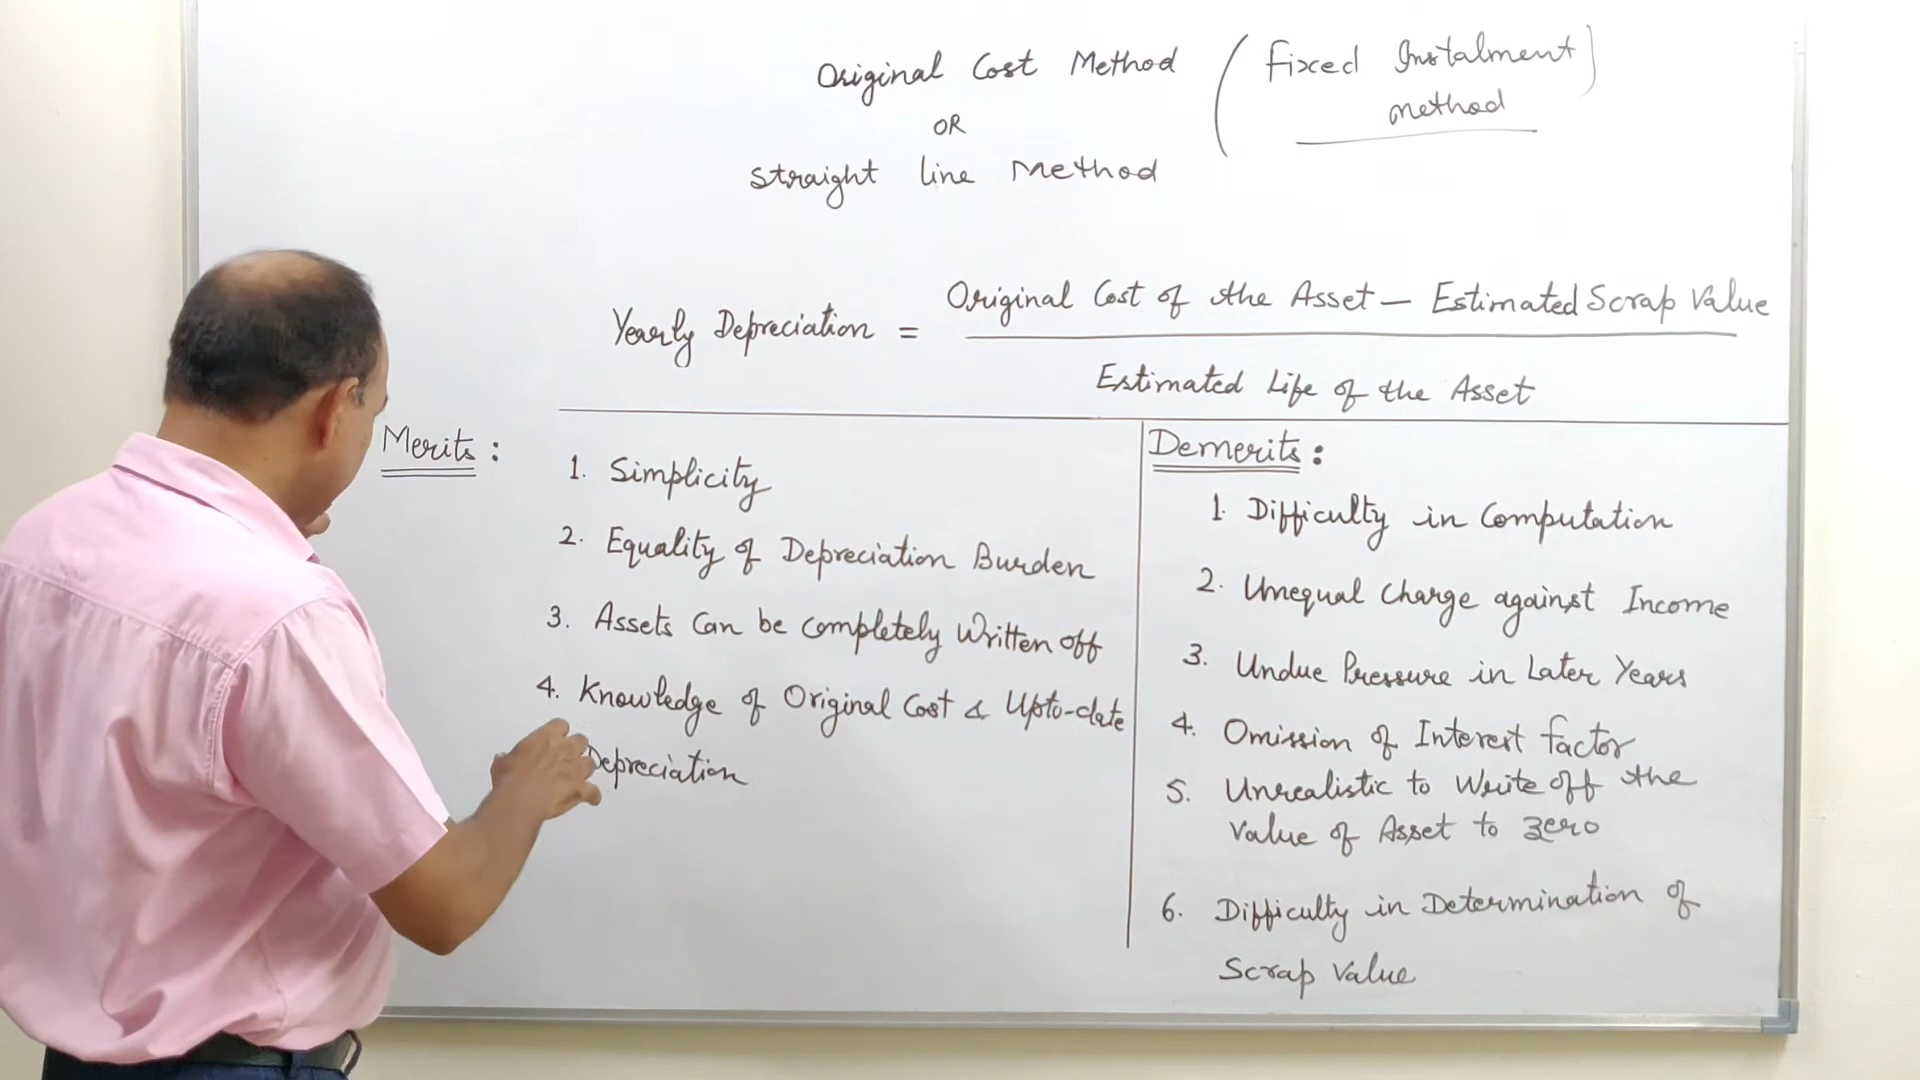 Original Cost Method (Fixed Instalment
method)
OR
Straight line Method
Yearly Depreciation = Original Cost of the Asset – Estimated Scrap Value
Estimated Life of the Asset
Merits :
1. Simplicity
2. Equality of Depreciation Burden
3. Assets Can be completely Written off
4. Knowledge of Original Cost & Upto-date
Depreciation
Demerits :
1. Difficulty in Computation
2. Unequal Charge against Income
3. Undue Pressure in Later Years
4. Omission of Interest factor
5. Unrealistic to Write off the
Value of Asset to zero
6. Difficulty in Determination of
Scrap Value